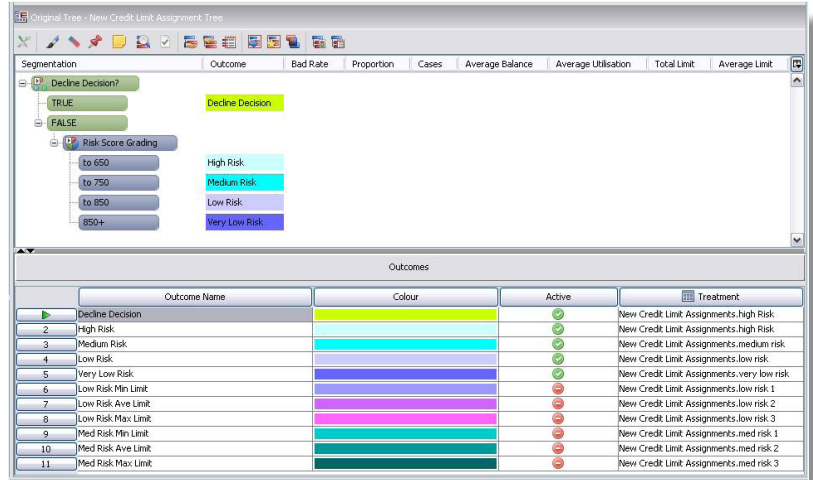 Original Tree - New Credit Limit Assignment Tree
Segmentation Outcome Bad Rate Proportion Cases Average Balance Average Utilisation Total Limit Average Limit
Decline Decision?
TRUE Decline Decision
FALSE
Risk Score Grading
to 650 High Risk
to 750 Medium Risk
to 850 Low Risk
850+ Very Low Risk
Outcomes
Outcome Name Colour Active Treatment
Decline Decision New Credit Limit Assignments.high Risk
2 High Risk New Credit Limit Assignments.high Risk
3 Medium Risk New Credit Limit Assignments.medium risk
4 Low Risk New Credit Limit Assignments.low risk
5 Very Low Risk New Credit Limit Assignments.very low risk
6 Low Risk Min Limit New Credit Limit Assignments.low risk 1
7 Low Risk Ave Limit New Credit Limit Assignments.low risk 2
8 Low Risk Max Limit New Credit Limit Assignments.low risk 3
9 Med Risk Min Limit New Credit Limit Assignments.med risk 1
10 Med Risk Ave Limit New Credit Limit Assignments.med risk 2
11 Med Risk Max Limit New Credit Limit Assignments.med risk 3